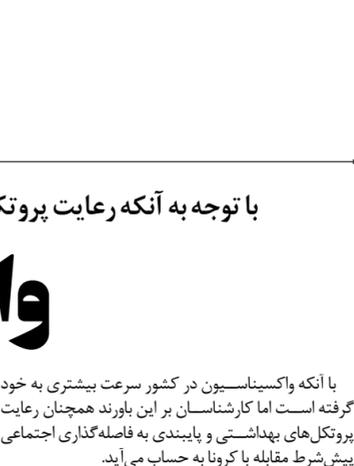 با توجه به آنکه رعایت
با آنکه واکسیناسیون در کشور سرعت بیشتری به خود
گرفته است اما کارشناسان بر این باورند همچنان رعایت
پروتکل‌های بهداشتی و پایبندی به فاصله‌گذاری اجتماعی
پیش‌شرط مقابله با کرونا به حساب می‌آید.